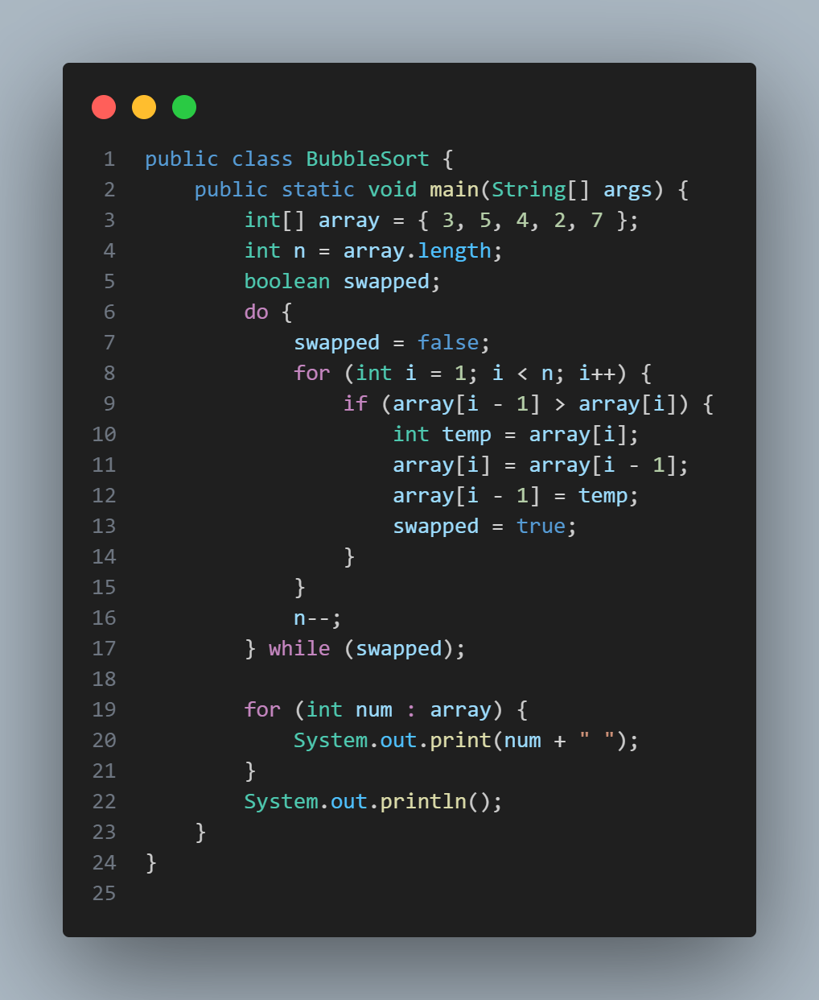 1 public class BubbleSort {
2     public static void main(String[] args) {
3         int[] array = { 3, 5, 4, 2, 7 };
4         int n = array.length;
5         boolean swapped;
6         do {
7             swapped = false;
8             for (int i = 1; i < n; i++) {
9                 if (array[i - 1] > array[i]) {
10                     int temp = array[i];
11                     array[i] = array[i - 1];
12                     array[i - 1] = temp;
13                     swapped = true;
14                 }
15             }
16             n--;
17         } while (swapped);
18
19         for (int num : array) {
20             System.out.print(num + " ");
21         }
22         System.out.println();
23     }
24 }
25